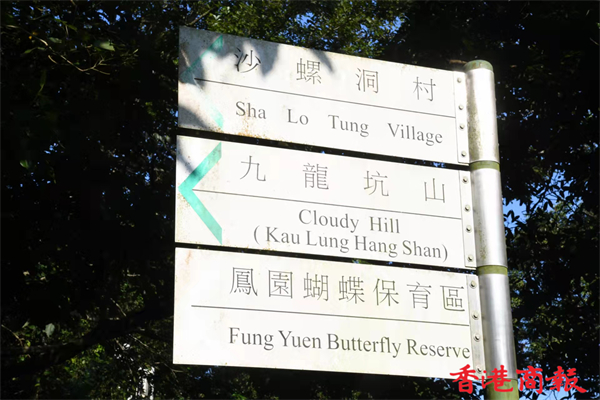 沙螺洞村
Sha Lo Tung Village
九龍坑山
Cloudy Hill
( Kau Lung Hang Shan)
鳳園蝴蝶保育區
Fung Yuen Butterfly Reserve
香港商報